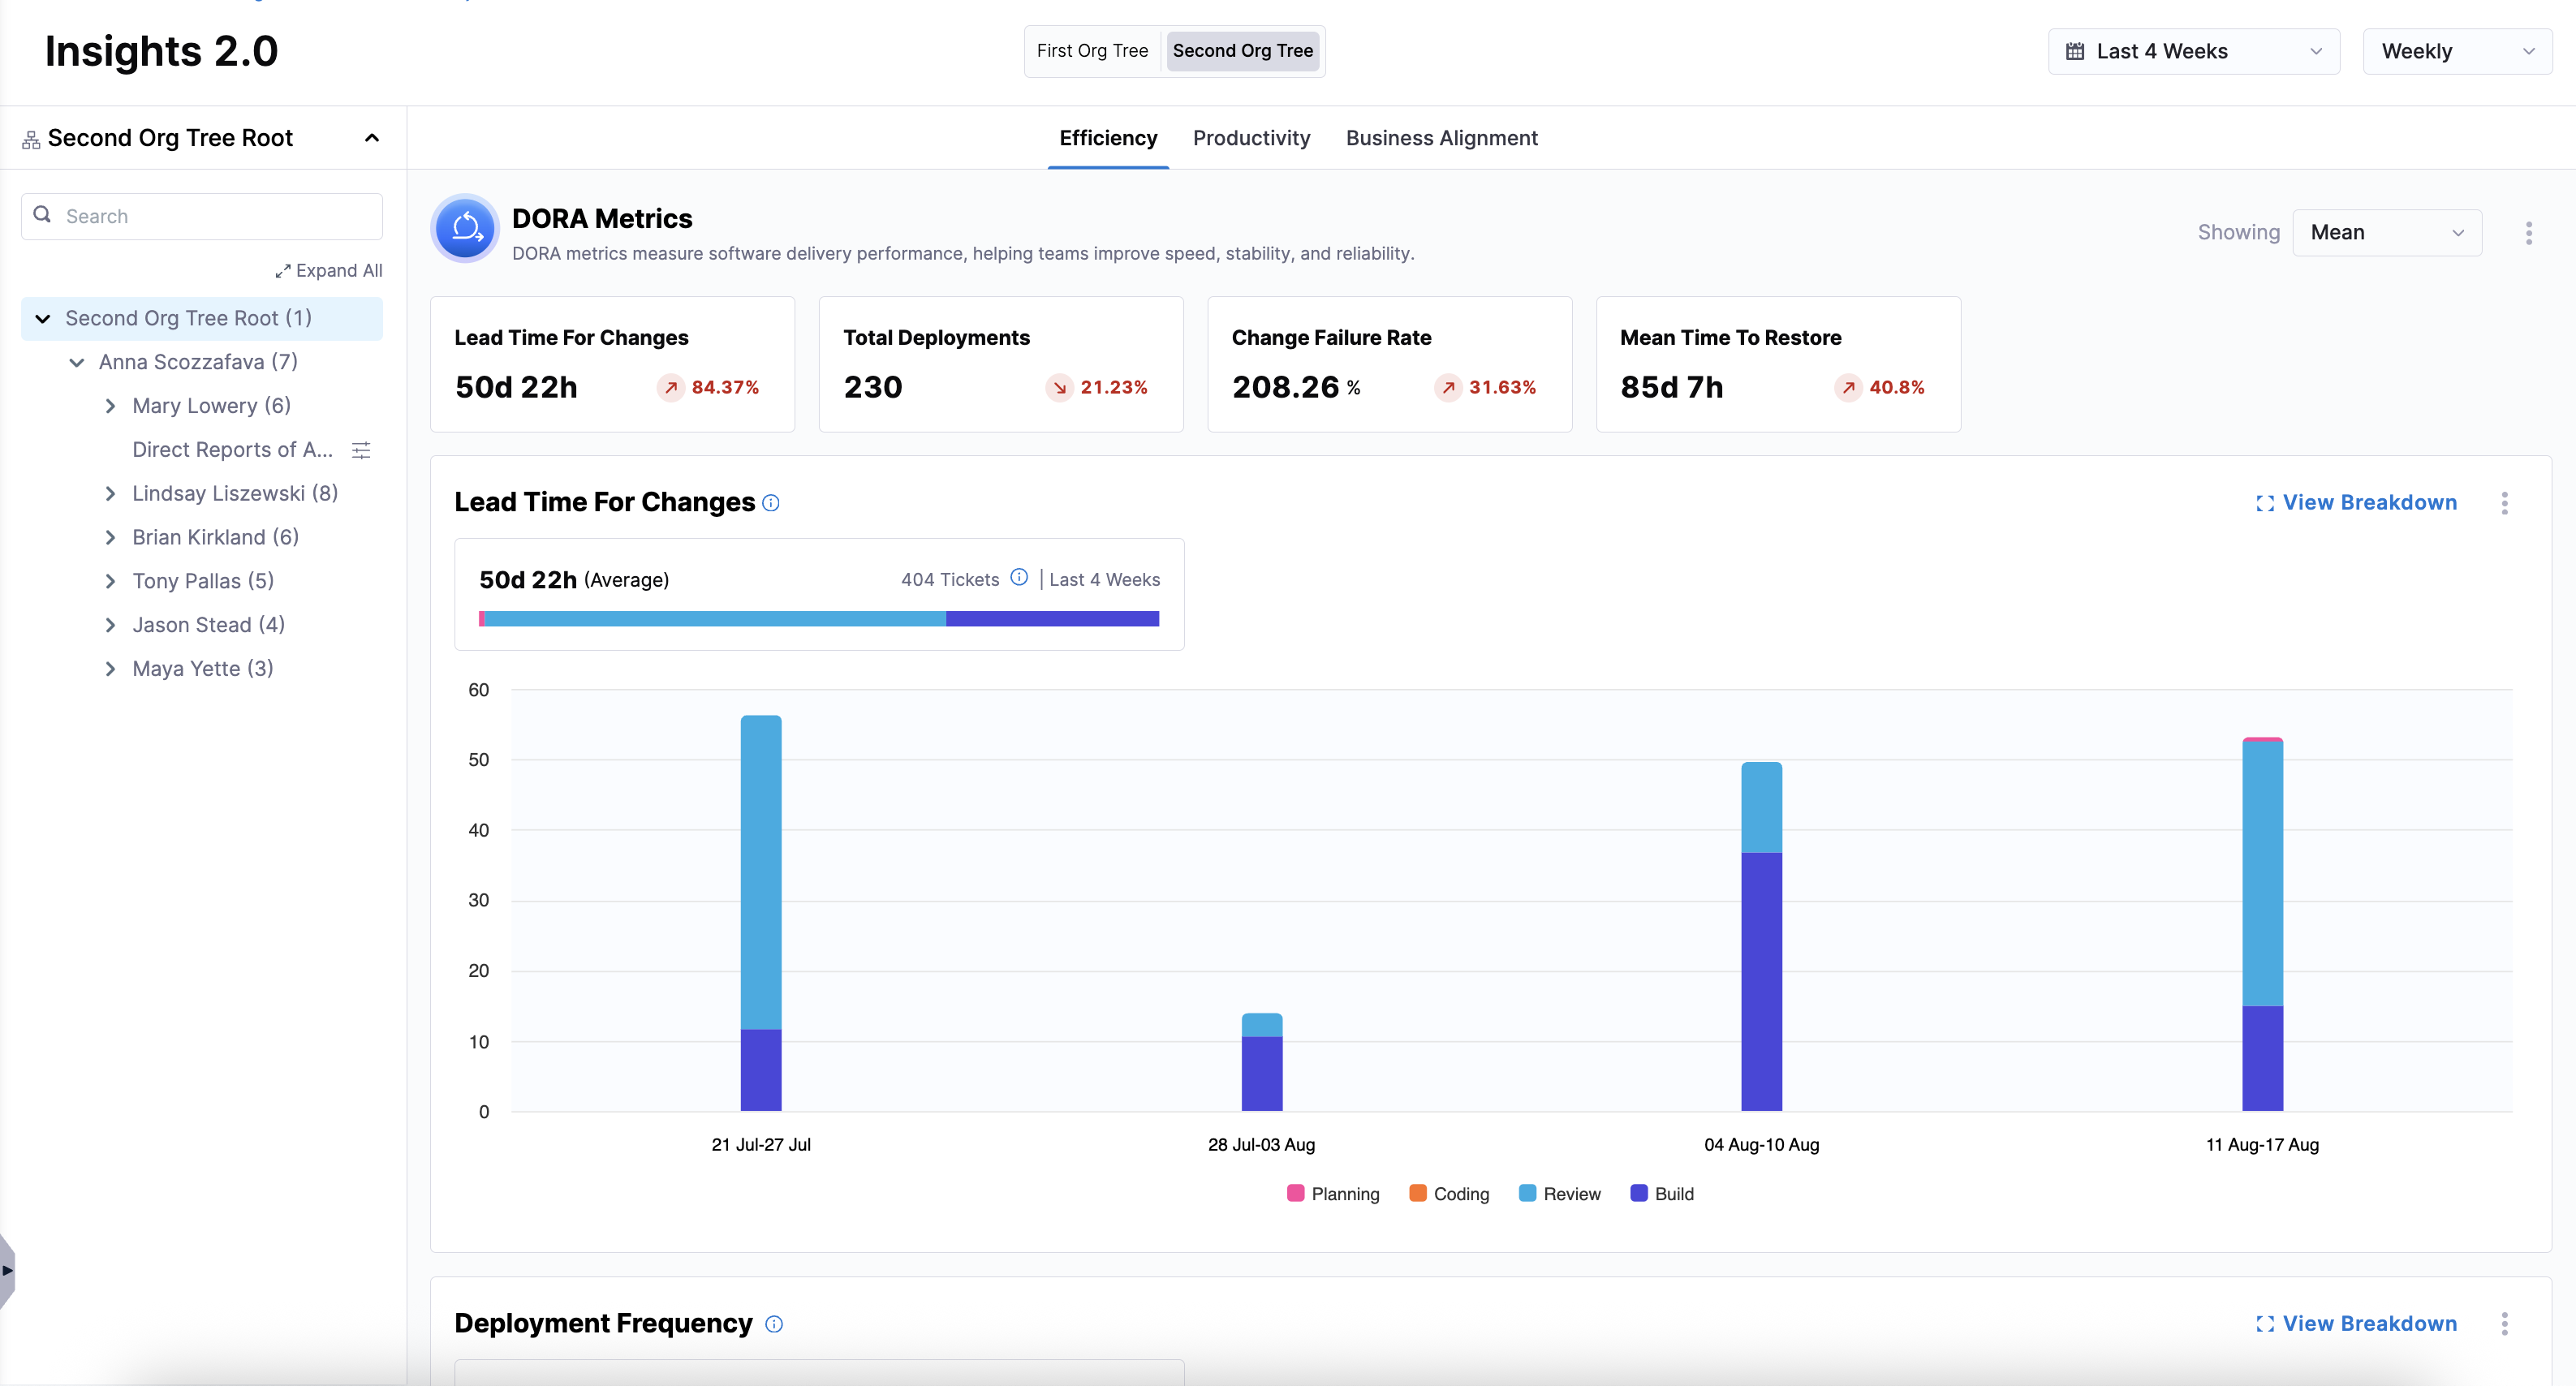 Insights 2.0
First Org Tree
Second Org Tree
Last 4 Weeks
Weekly
Second Org Tree Root
Efficiency
Productivity
Business Alignment
Search
Expand All
Second Org Tree Root (1)
Anna Scozzafava (7)
Mary Lowery (6)
Direct Reports of A...
Lindsay Liszewski (8)
Brian Kirkland (6)
Tony Pallas (5)
Jason Stead (4)
Maya Yette (3)
DORA Metrics
DORA metrics measure software delivery performance, helping teams improve speed, stability, and reliability.
Showing
Mean
Lead Time For Changes
50d 22h
84.37%
Total Deployments
230
21.23%
Change Failure Rate
208.26 %
31.63%
Mean Time To Restore
85d 7h
40.8%
Lead Time For Changes
View Breakdown
50d 22h (Average)
404 Tickets | Last 4 Weeks
60
50
40
30
20
10
0
21 Jul-27 Jul
28 Jul-03 Aug
04 Aug-10 Aug
11 Aug-17 Aug
Planning
Coding
Review
Build
Deployment Frequency
View Breakdown